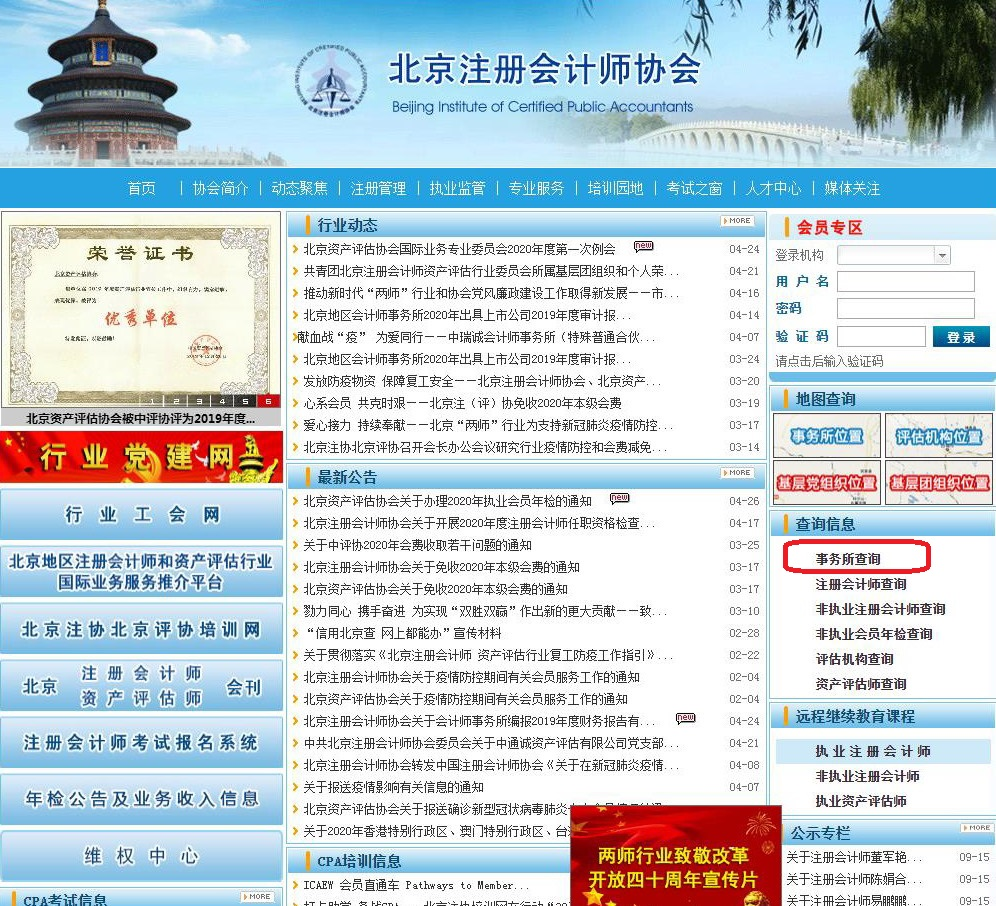 北京注册会计师协会
Beijing Institute of Certified Public Accountants
首页 | 协会简介 | 动态聚焦 | 注册管理 | 执业监管 | 专业服务 | 培训园地 | 考试之窗 | 人才中心 | 媒体关注
荣誉证书
优秀单位
1 2 3 4 5 6
北京资产评估协会被中评协评为2019年度...
行业党建网
行业工会网
北京地区注册会计师和资产评估行业
国际业务服务推介平台
北京注协北京评协培训网
北京 注册会计师 会刊
资产评估师
注册会计师考试报名系统
年检公告及业务收入信息
维权中心
CPA考试信息 MORE
行业动态 MORE
北京资产评估协会国际业务专业委员会2020年度第一次例会 new 04-24
共青团北京注册会计师资产评估行业委员会所属基层团组织和个人荣... 04-21
推动新时代“两师”行业和协会党风廉政建设工作取得新发展——市... 04-16
北京地区会计师事务所2020年出具上市公司2019年度审计报... 04-14
献血战“疫” 为爱同行——中瑞诚会计师事务所（特殊普通合伙... 04-07
北京地区会计师事务所2020年出具上市公司2019年度审计报... 03-24
发放防疫物资 保障复工安全——北京注册会计师协会、北京资产... 03-20
心系会员 共克时艰——北京注（评）协免收2020年本级会费 03-19
爱心接力 持续奉献——北京“两师”行业为支持新冠肺炎疫情防控... 03-17
北京注协北京评协召开会长办公会议研究行业疫情防控和会费减免... 03-14
最新公告 MORE
北京资产评估协会关于办理2020年执业会员年检的通知 new 04-26
北京注册会计师协会关于开展2020年度注册会计师任职资格检查... 04-17
关于中评协2020年会费收取若干问题的通知 03-25
北京注册会计师协会关于免收2020年本级会费的通知 03-17
北京资产评估协会关于免收2020年本级会费的通知 03-17
勠力同心 携手奋进 为实现“双胜双赢”作出新的更大贡献——致... 03-10
“信用北京查 网上都能办”宣传材料 02-28
关于贯彻落实《北京注册会计师 资产评估行业复工防疫工作指引》... 02-22
北京注册会计师协会关于疫情防控期间有关会员服务工作的通知 02-04
北京资产评估协会关于疫情防控期间有关会员服务工作的通知 02-04
北京注册会计师协会关于会计师事务所编报2019年度财务报告有... new 04-24
中共北京注册会计师协会委员会关于中通诚资产评估有限公司党支部... 04-21
北京注册会计师协会转发中国注册会计师协会《关于在新冠肺炎疫情... 04-08
关于报送疫情影响有关信息的通知 04-07
北京资产评估协会关于报送确诊新型冠状病毒肺炎
关于2020年香港特别行政区、澳门特别行政区、台
CPA培训信息
ICAEW 会员直通车 Pathways to Member...
两师行业致敬改革
开放四十周年宣传片
会员专区
登录机构
用户名
密码
验证码 登录
请点击后输入验证码
地图查询
事务所位置 评估机构位置
基层党组织位置 基层团组织位置
查询信息
事务所查询
注册会计师查询
非执业注册会计师查询
非执业会员年检查询
评估机构查询
资产评估师查询
远程继续教育课程
执业注册会计师
非执业注册会计师
执业资产评估师
公示专栏 MORE
关于注册会计师董军艳... 09-15
关于注册会计师陈娟合... 09-15
关于注册会计师易鹏鹏... 09-15